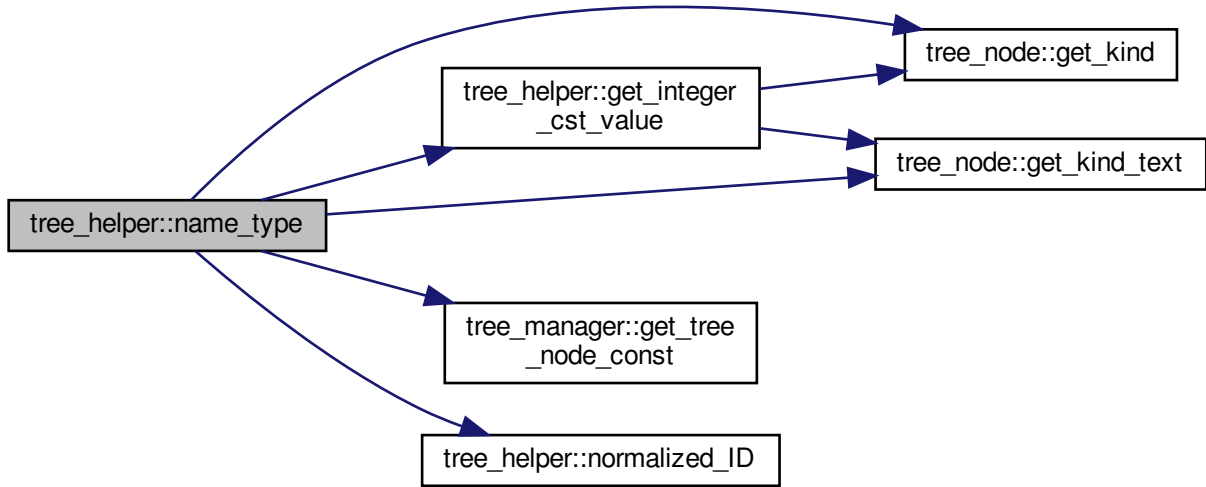 tree_helper::name_type
tree_helper::get_integer
_cst_value
tree_node::get_kind
tree_node::get_kind_text
tree_manager::get_tree
_node_const
tree_helper::normalized_ID